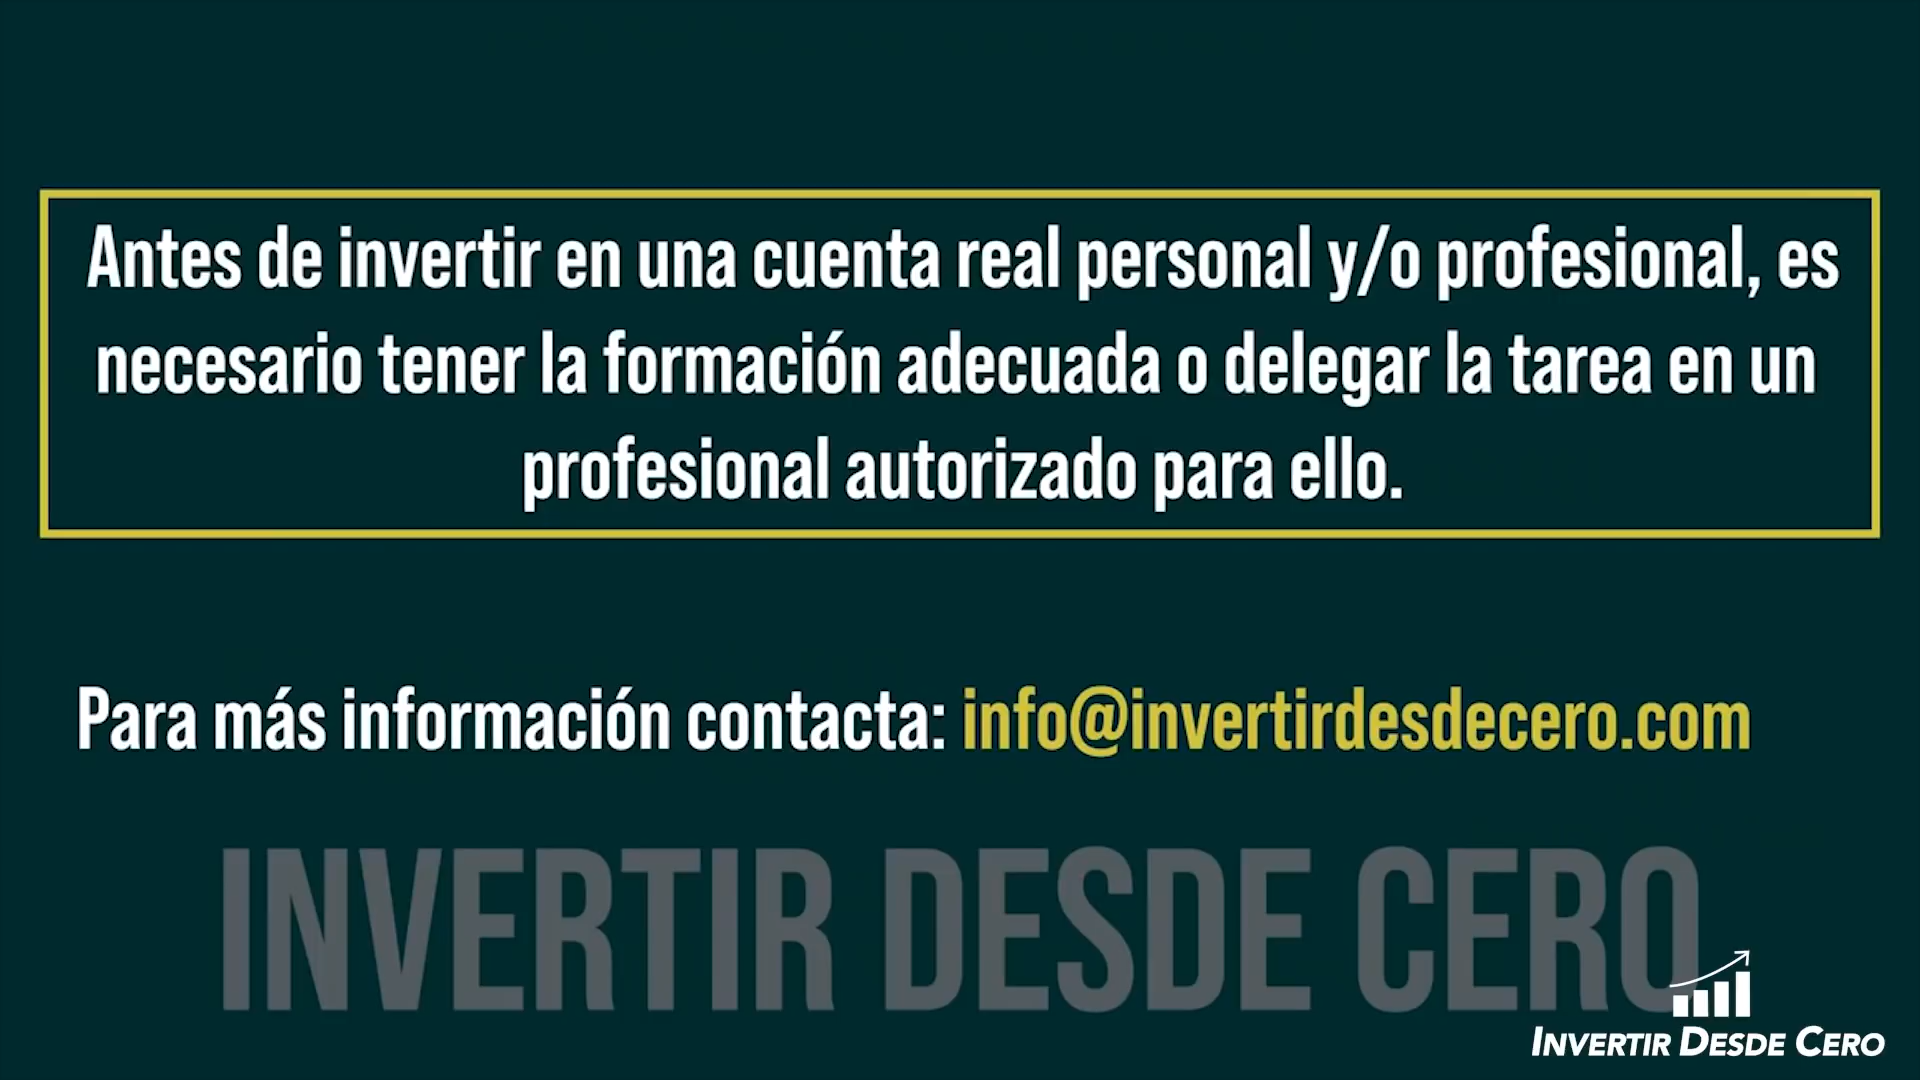 Antes de invertir en una cuenta real personal y/o profesional, es
necesario tener la formación adecuada o delegar la tarea en un
profesional autorizado para ello.
Para más información contacta: info@invertirdesdecero.com
INVERTIR DESDE CERO
INVERTIR DESDE CERO